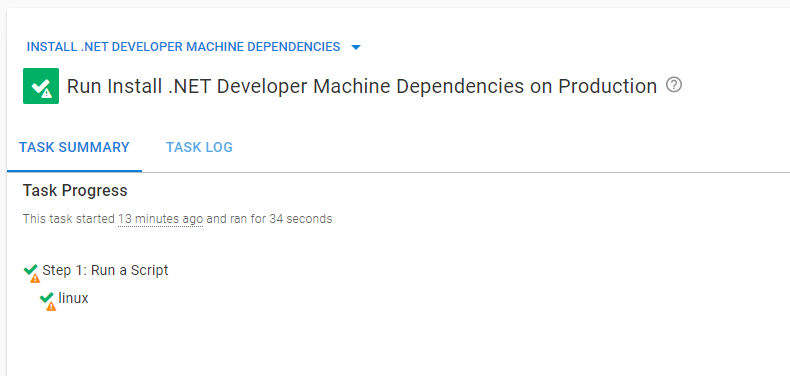 INSTALL .NET DEVELOPER MACHINE DEPENDENCIES
Run Install .NET Developer Machine Dependencies on Production
TASK SUMMARY TASK LOG
Task Progress
This task started 13 minutes ago and ran for 34 seconds
Step 1: Run a Script
linux